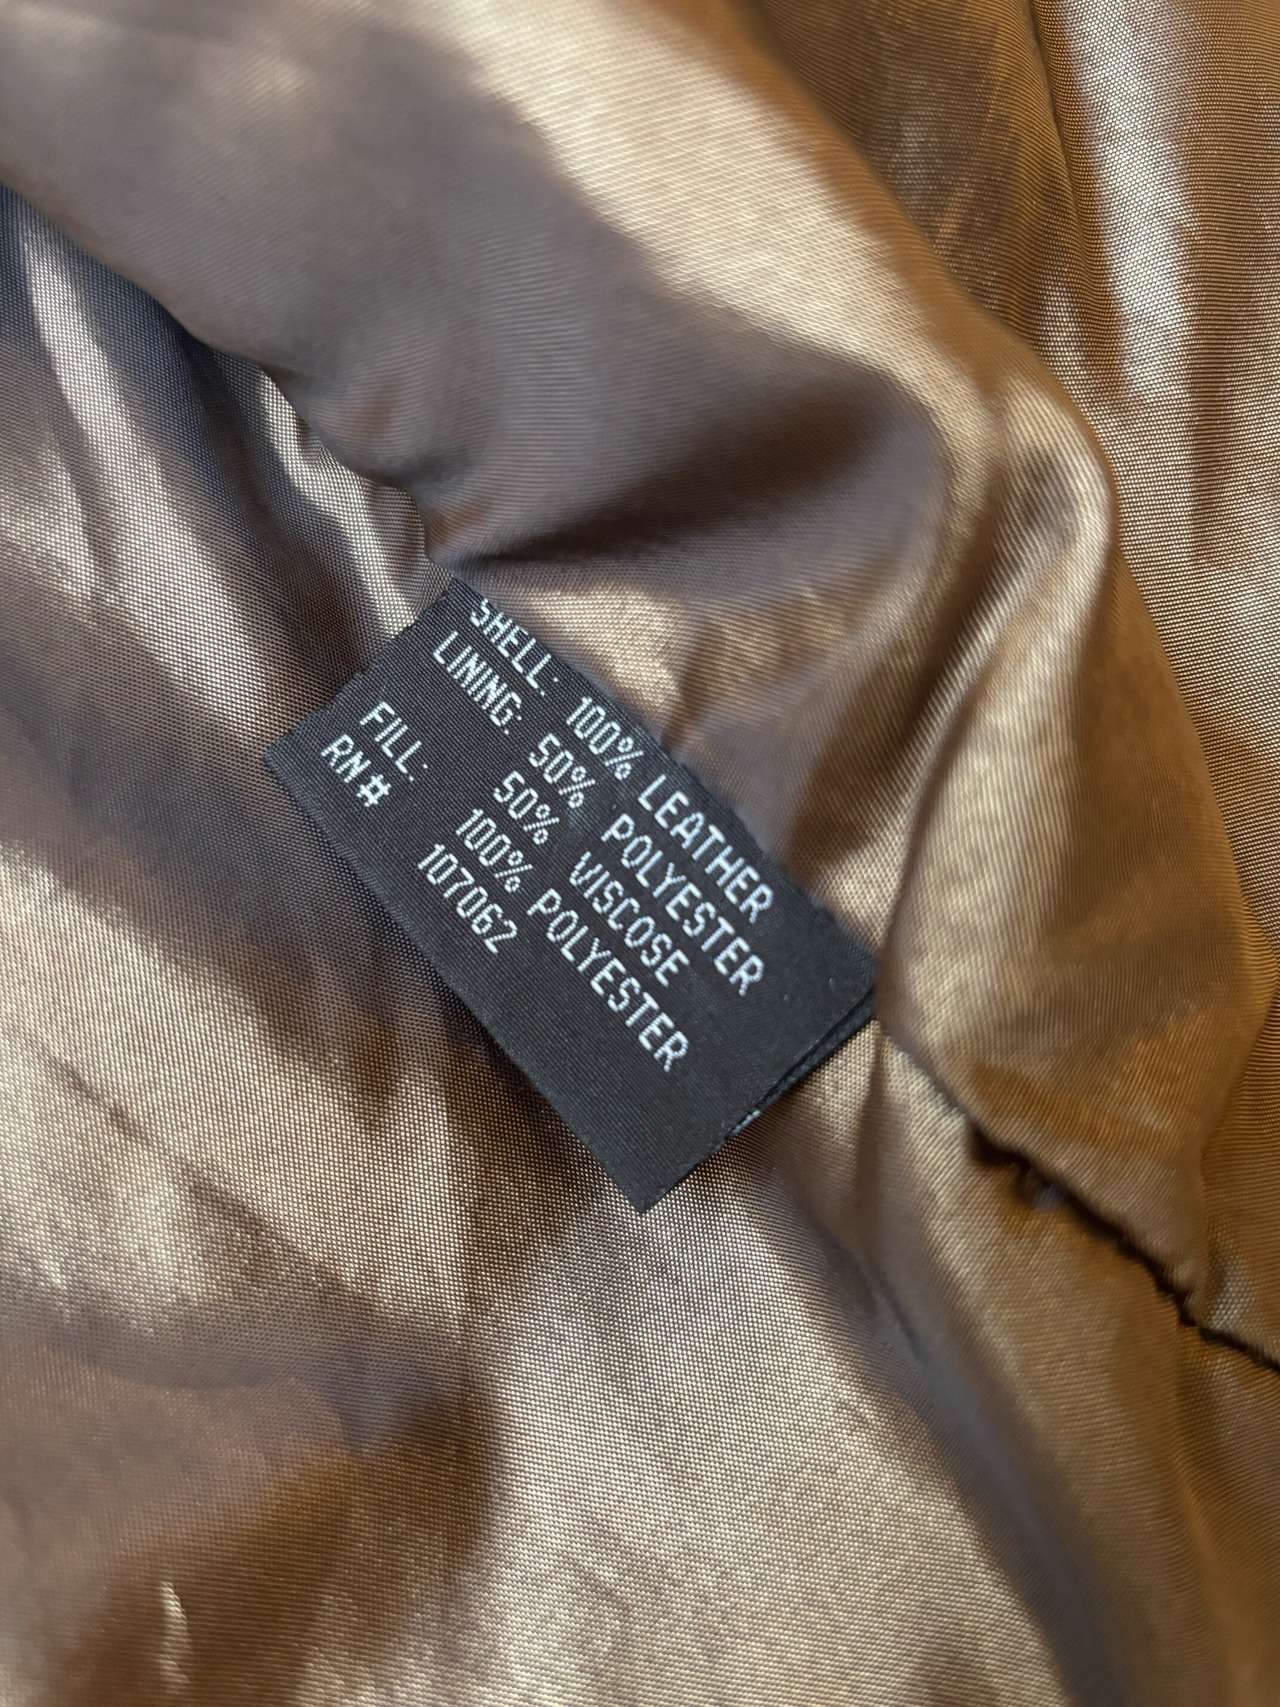 SHELL: 100% LEATHER
LINING: 50% POLYESTER
50% VISCOSE
FILL: 100% POLYESTER
RN# 107062